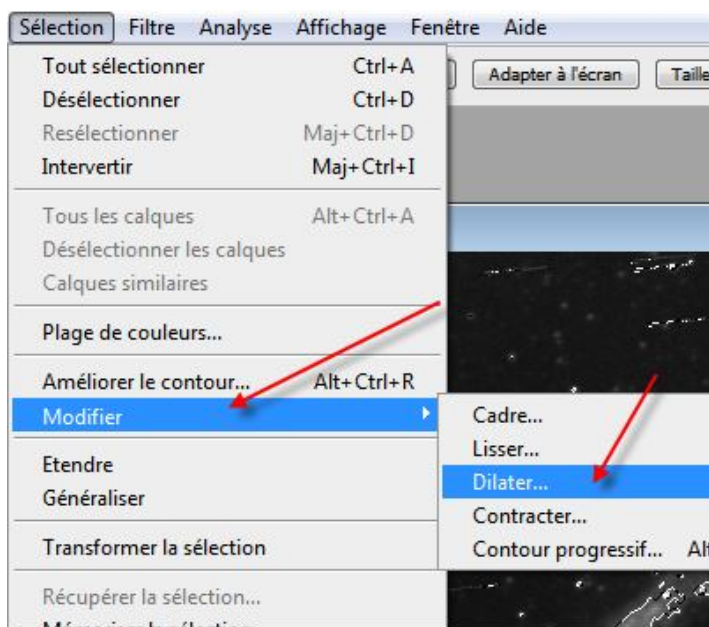 Sélection Filtre Analyse Affichage Fenêtre Aide
Tout sélectionner Ctrl+A
Adapter à l'écran Taille
Désélectionner Ctrl+D
Resélectionner Maj+Ctrl+D
Intervertir Maj+Ctrl+I
Tous les calques Alt+Ctrl+A
Désélectionner les calques
Calques similaires
Plage de couleurs...
Améliorer le contour... Alt+Ctrl+R
Modifier
Cadre...
Lisser...
Dilater...
Contracter...
Contour progressif... Alt
Etendre
Généraliser
Transformer la sélection
Récupérer la sélection...